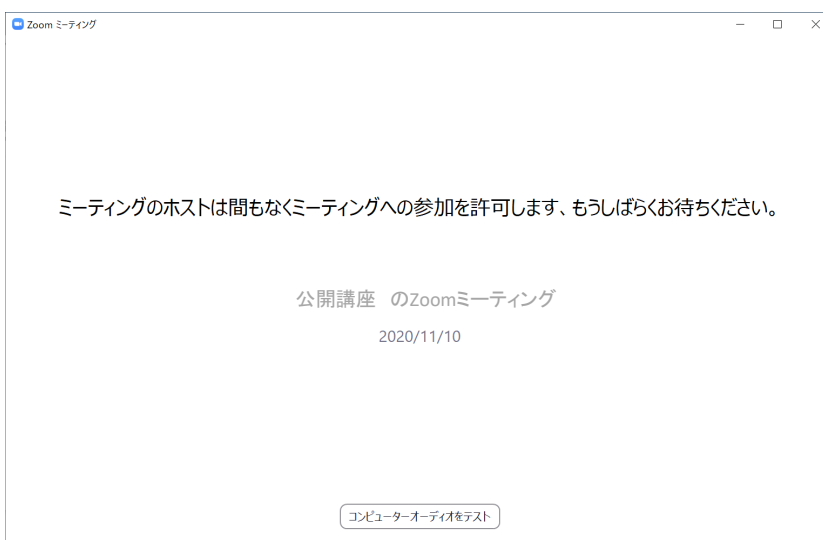 Zoom ミーティング
ミーティングのホストは間もなくミーティングへの参加を許可します、もうしばらくお待ちください。
公開講座　のZoomミーティング
2020/11/10
コンピューターオーディオをテスト